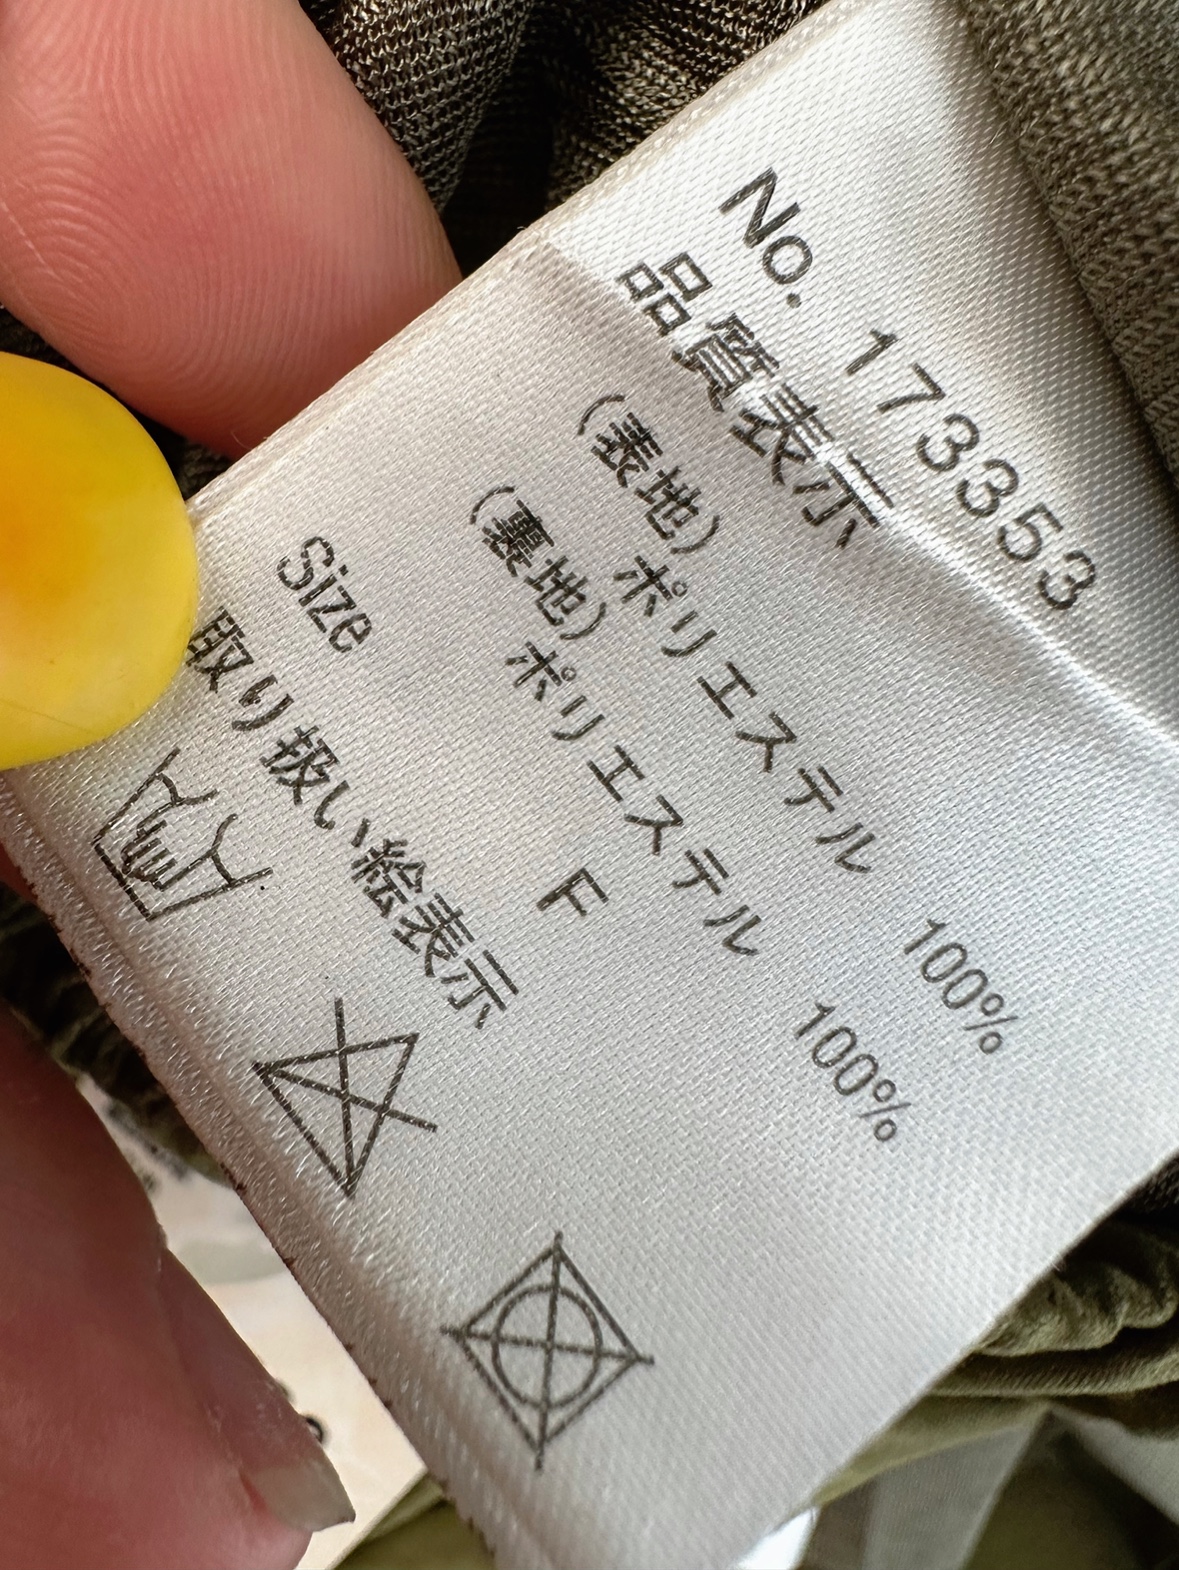 No. 173353
品質表示
(表地) ポリエステル 100%
(裏地) ポリエステル 100%
Size F
取り扱い絵表示